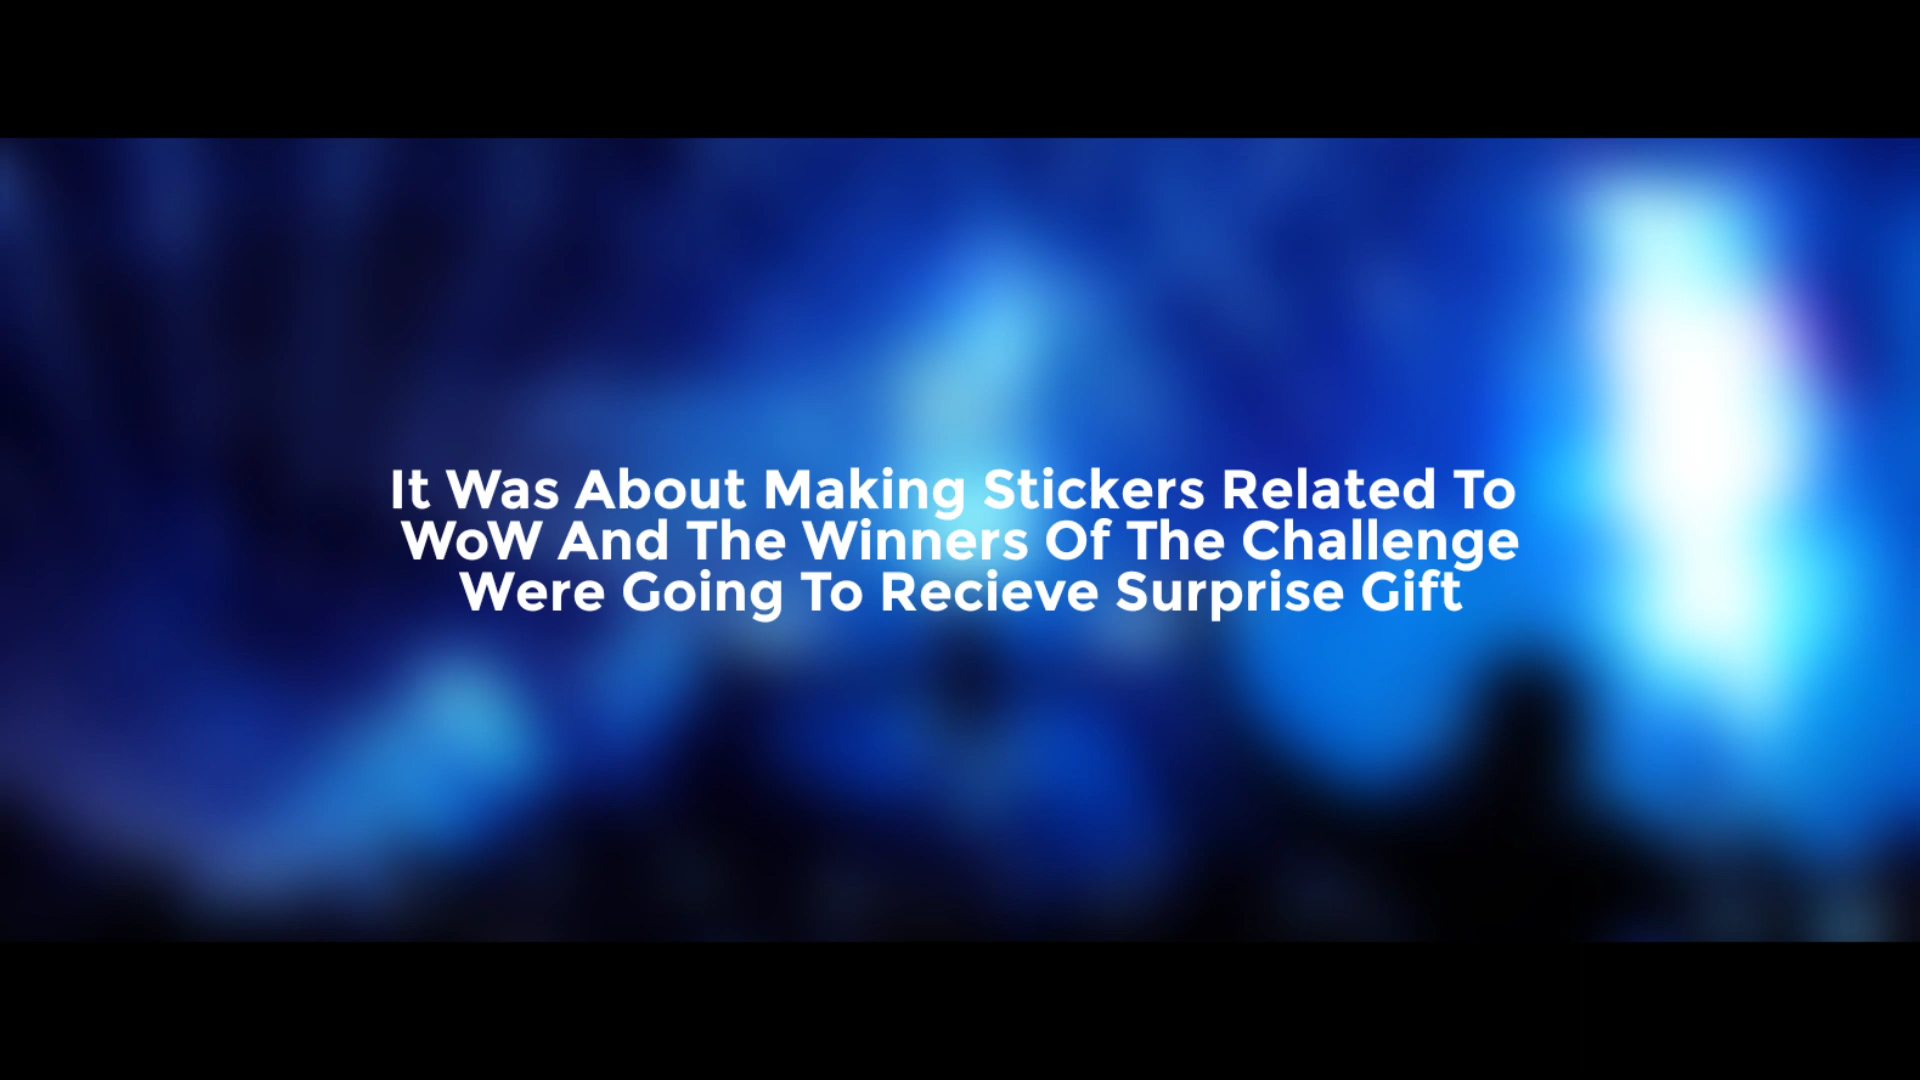 It Was About Making Stickers Related To
WoW And The Winners Of The Challenge
Were Going To Recieve Surprise Gift